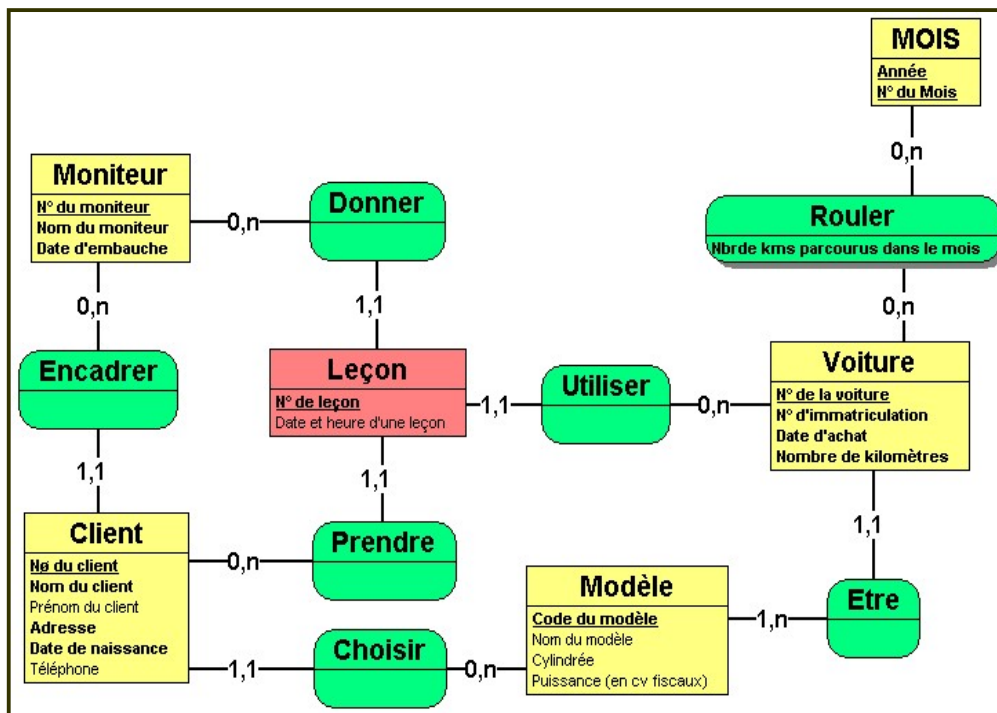 MOIS
Année
N° du Mois
0,n
Moniteur
N° du moniteur
Nom du moniteur
Date d'embauche
0,n
Donner
Rouler
Nbrde kms parcourus dans le mois
0,n
1,1
0,n
Encadrer
Leçon
N° de leçon
Date et heure d'une leçon
1,1
Utiliser
0,n
Voiture
N° de la voiture
N° d'immatriculation
Date d'achat
Nombre de kilomètres
1,1
1,1
1,1
Client
Nø du client
Nom du client
Prénom du client
Adresse
Date de naissance
Téléphone
0,n
Prendre
Modèle
Code du modèle
Nom du modèle
Cylindrée
Puissance (en cv fiscaux)
1,n
Etre
1,1
Choisir
0,n